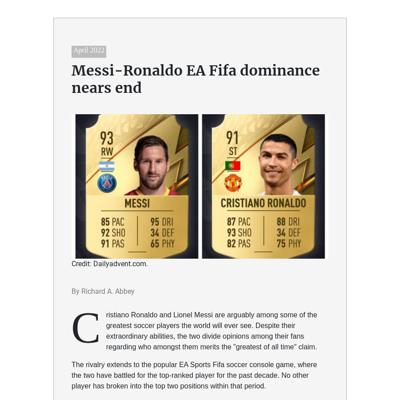 April 2022
Messi-Ronaldo EA Fifa dominance
nears end
93
RW
MESSI
85 PAC
92 SHO
91 PAS
95 DRI
34 DEF
65 PHY
91
ST
CRISTIANO RONALDO
87 PAC
93 SHO
82 PAS
88 DRI
34 DEF
75 PHY
Credit: Dailyadvent.com.
By Richard A. Abbey
Cristiano Ronaldo and Lionel Messi are arguably among some of the
greatest soccer players the world will ever see. Despite their
extraordinary abilities, the two divide opinions among their fans
regarding who amongst them merits the "greatest of all time" claim.
The rivalry extends to the popular EA Sports Fifa soccer console game, where
the two have battled for the top-ranked player for the past decade. No other
player has broken into the top two positions within that period.